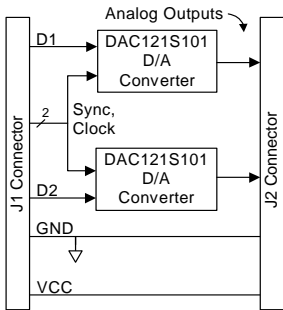 Analog Outputs
D1
DAC121S101
D/A
Converter
2
Sync,
Clock
DAC121S101
D/A
Converter
D2
GND
VCC
J1 Connector
J2 Connector